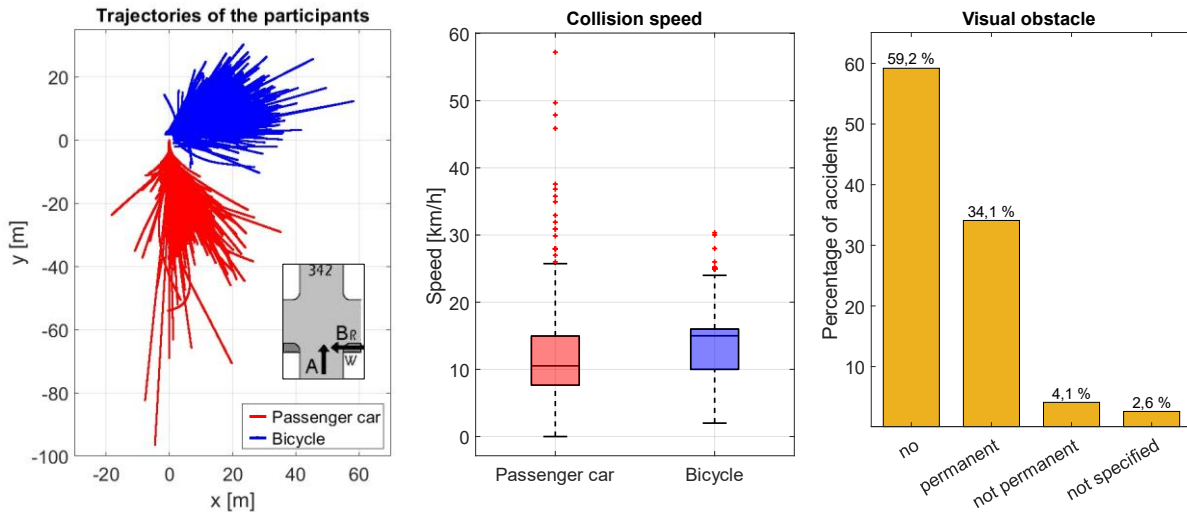 Trajectories of the participants
20
0
-20
-40
-60
-80
-100
y [m]
-20
0
20
40
60
x [m]
342
A
BR
W
Passenger car
Bicycle
Collision speed
60
50
40
30
20
10
0
Speed [km/h]
Passenger car
Bicycle
Visual obstacle
60
50
40
30
20
10
Percentage of accidents
59,2 %
34,1 %
4,1 %
2,6 %
no
permanent
not permanent
not specified